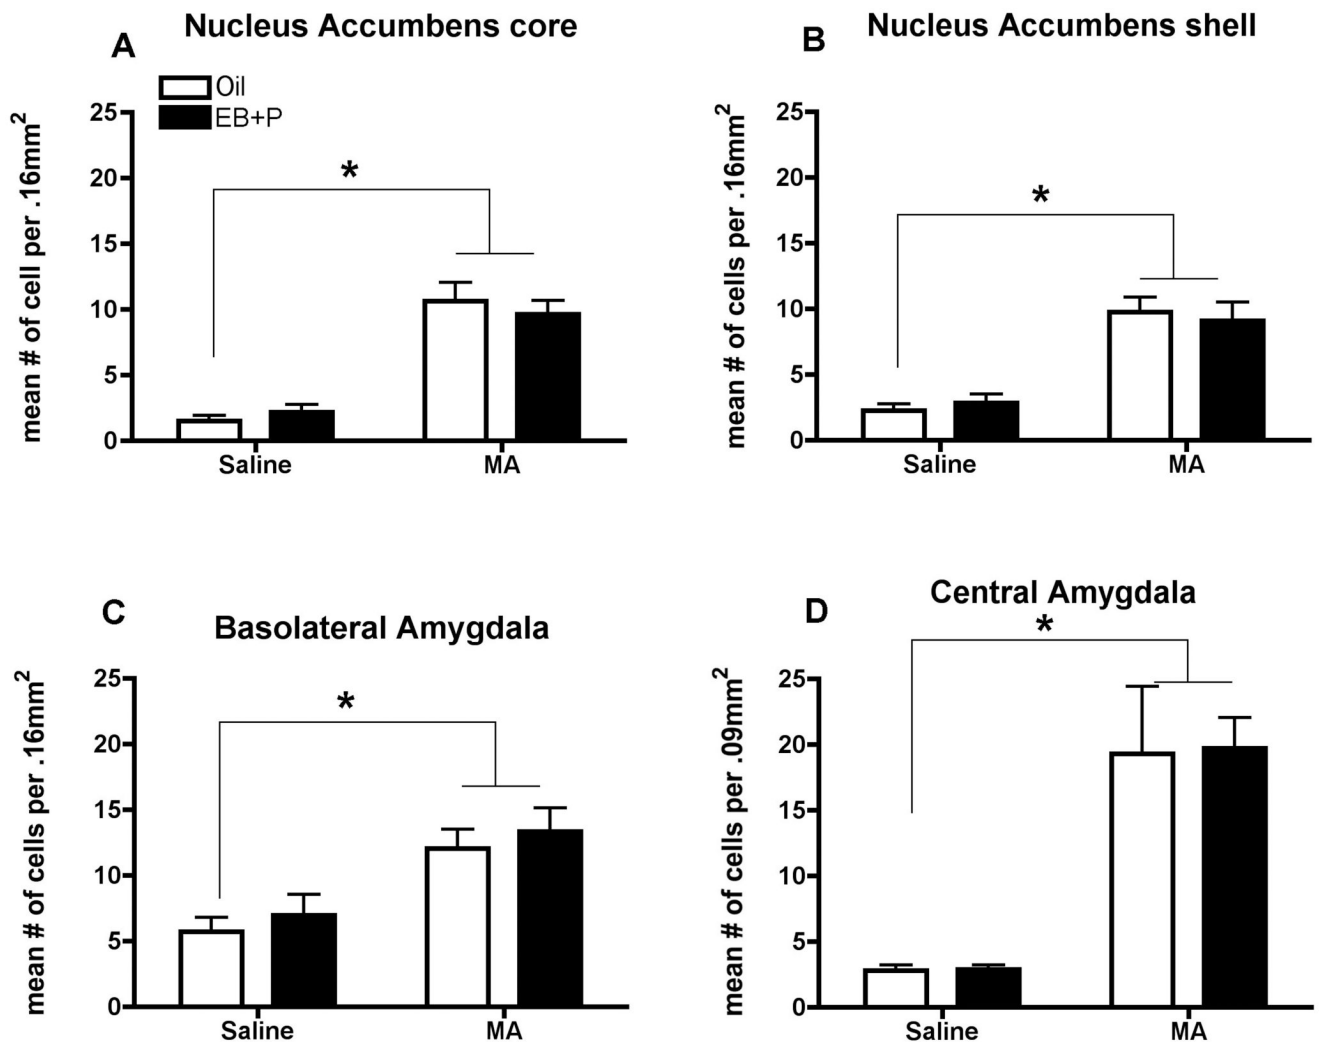 A
Nucleus Accumbens core
Oil
EB+P
mean # of cell per .16mm²
25
20
15
10
5
0
Saline
MA
*
B
Nucleus Accumbens shell
mean # of cells per .16mm²
25
20
15
10
5
0
Saline
MA
*
C
Basolateral Amygdala
mean # of cells per .16mm²
25
20
15
10
5
0
Saline
MA
*
D
Central Amygdala
mean # of cells per .09mm²
25
20
15
10
5
0
Saline
MA
*